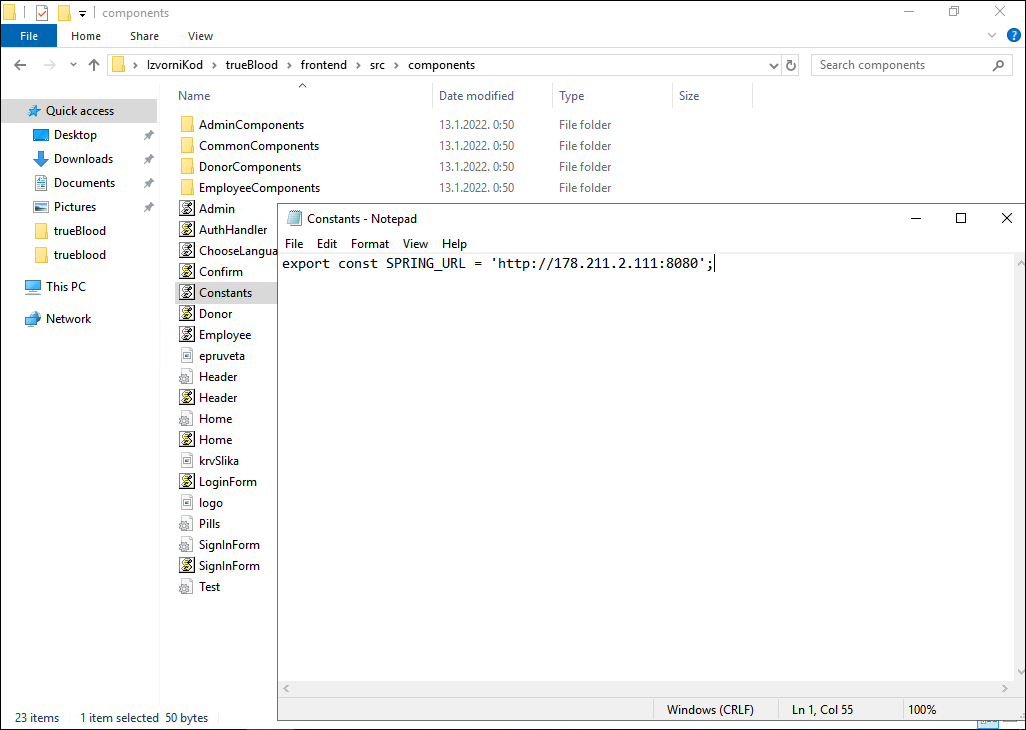 components
File Home Share View
IzvorniKod trueBlood frontend src components
Search components
Name Date modified Type Size
Quick access
Desktop
Downloads
Documents
Pictures
trueBlood
trueblood
This PC
Network
AdminComponents 13.1.2022. 0:50 File folder
CommonComponents 13.1.2022. 0:50 File folder
DonorComponents 13.1.2022. 0:50 File folder
EmployeeComponents 13.1.2022. 0:50 File folder
Admin
AuthHandler
ChooseLangua
Confirm
Constants
Donor
Employee
epruveta
Header
Header
Home
Home
krvSlika
LoginForm
logo
Pills
SignInForm
SignInForm
Test
Constants - Notepad
File Edit Format View Help
export const SPRING_URL = 'http://178.211.2.111:8080';
Windows (CRLF) Ln 1, Col 55 100%
23 items 1 item selected 50 bytes